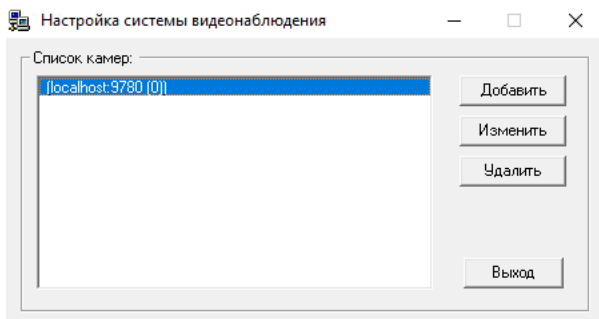 Настройка системы видеонаблюдения
Список камер:
(localhost:9780 (0))
Добавить
Изменить
Удалить
Выход